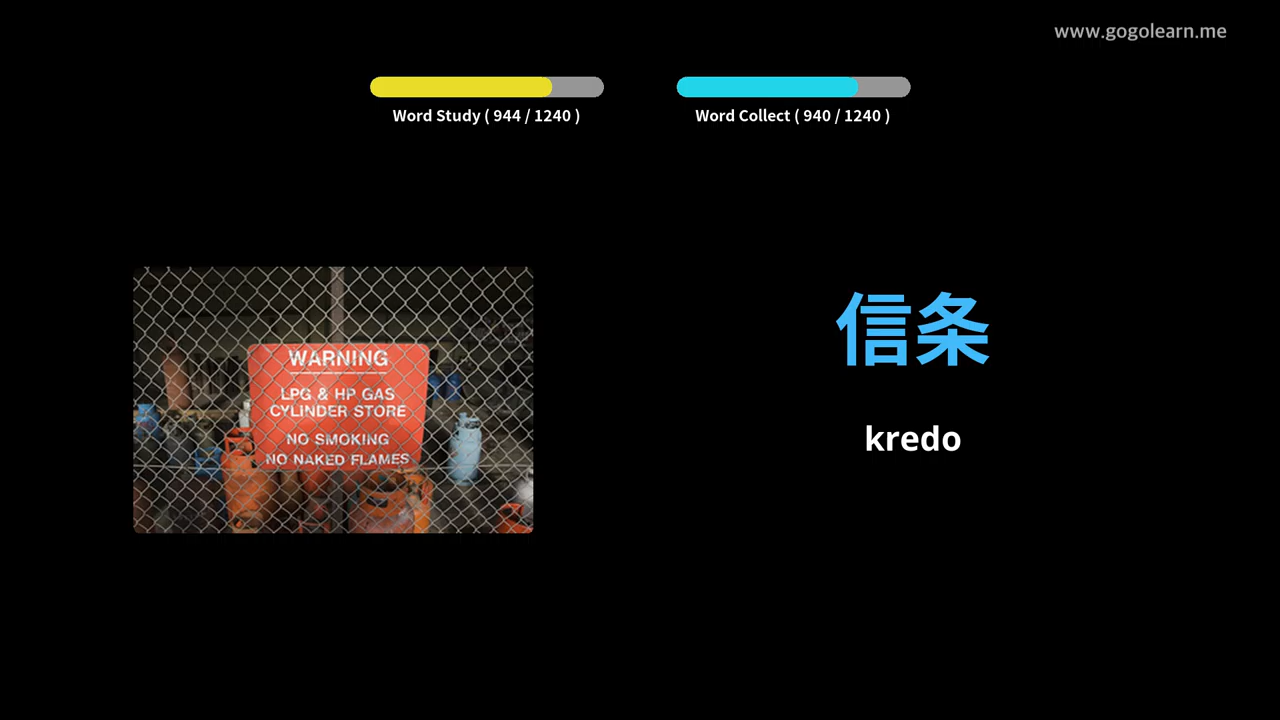 www.gogolearn.me
Word Study ( 944 / 1240 )
Word Collect ( 940 / 1240 )
WARNING
LPG & HP GAS
CYLINDER STORE
NO SMOKING
NO NAKED FLAMES
信条
kredo